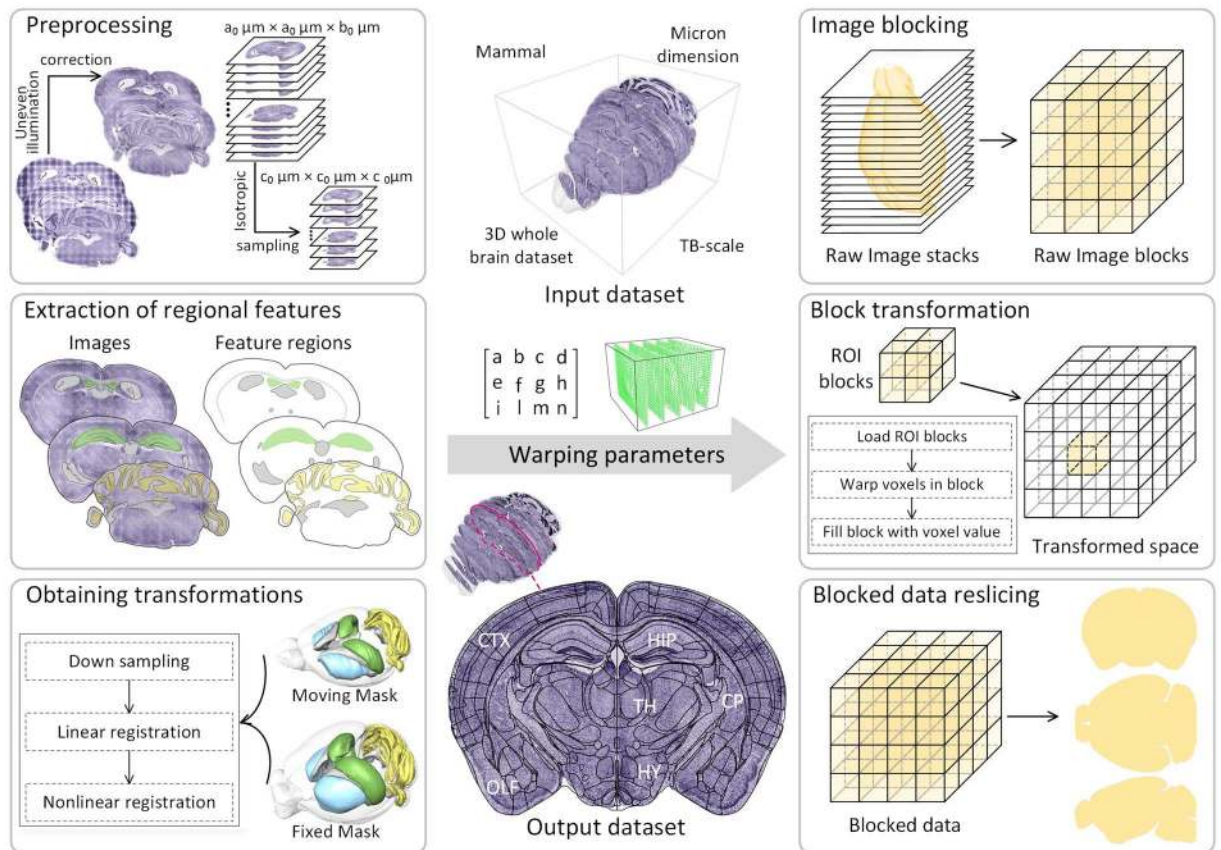 Preprocessing
a₀ μm × a₀ μm × b₀ μm
correction
Uneven
illumination
c₀ μm × c₀ μm × c ₀μm
Isotropic
sampling
Extraction of regional features
Images
Feature regions
Obtaining transformations
Down sampling
Linear registration
Nonlinear registration
Moving Mask
Fixed Mask
Mammal
Micron
dimension
3D whole
brain dataset
TB-scale
Input dataset
a b c d
e f g h
i l m n
Warping parameters
CTX
HIP
TH
CP
OLF
HY
Output dataset
Image blocking
Raw Image stacks
Raw Image blocks
Block transformation
ROI
blocks
Load ROI blocks
Warp voxels in block
Fill block with voxel value
Transformed space
Blocked data reslicing
Blocked data